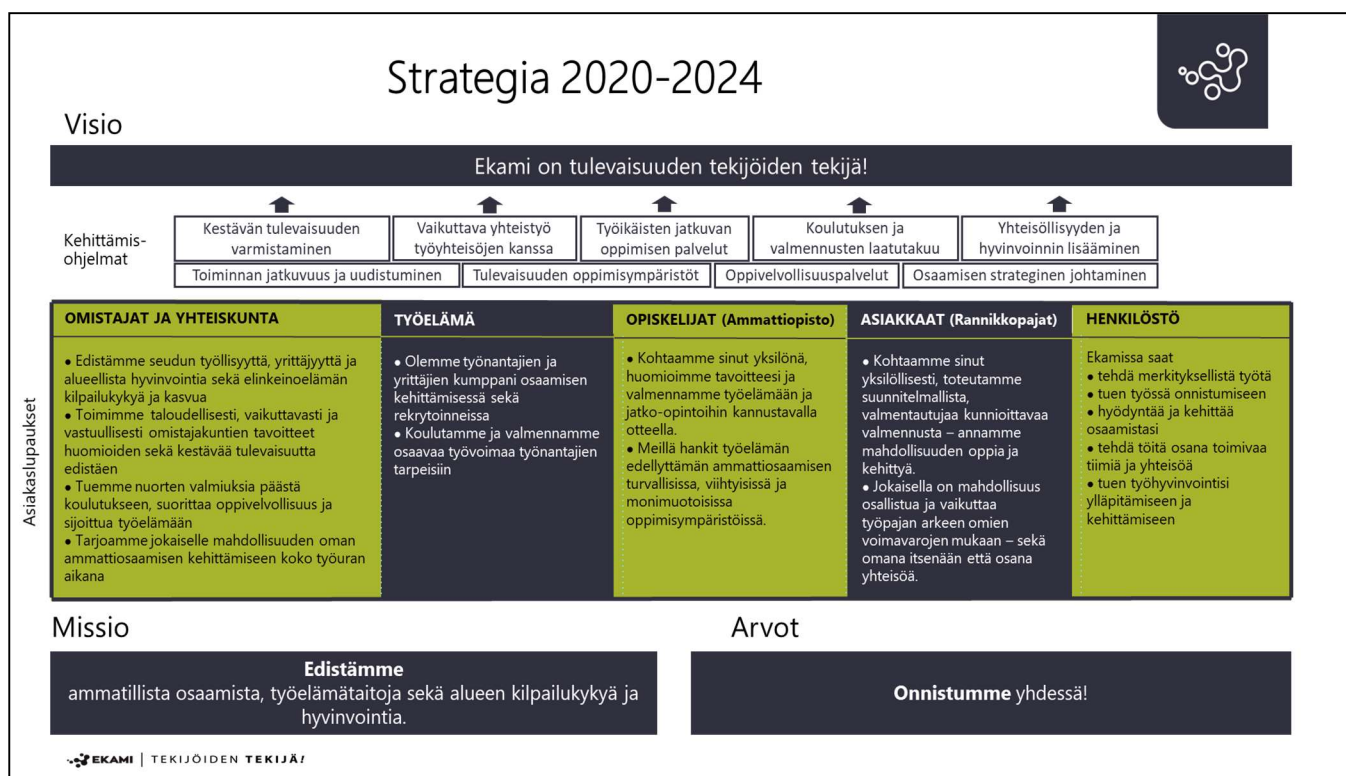 Strategia 2020-2024
Visio
Ekami on tulevaisuuden tekijöiden tekijä!
Kehittämis-
ohjelmat
Kestävän tulevaisuuden
varmistaminen
Vaikuttava yhteistyö
työyhteisöjen kanssa
Työikäisten jatkuvan
oppimisen palvelut
Koulutuksen ja
valmennusten laatutakuu
Yhteisöllisyyden ja
hyvinvoinnin lisääminen
Toiminnan jatkuvuus ja uudistuminen
Tulevaisuuden oppimisympäristöt
Oppivelvollisuuspalvelut
Osaamisen strateginen johtaminen
Asiakaslupaukset
OMISTAJAT JA YHTEISKUNTA
● Edistämme seudun työllisyyttä, yrittäjyyttä ja
alueellista hyvinvointia sekä elinkeinoelämän
kilpailukykyä ja kasvua
● Toimimme taloudellisesti, vaikuttavasti ja
vastuullisesti omistajakuntien tavoitteet
huomioiden sekä kestävää tulevaisuutta
edistäen
● Tuemme nuorten valmiuksia päästä
koulutukseen, suorittaa oppivelvollisuus ja
sijoittua työelämään
● Tarjoamme jokaiselle mahdollisuuden oman
ammattiosaamisen kehittämiseen koko työuran
aikana
TYÖELÄMÄ
● Olemme työnantajien ja
yrittäjien kumppani osaamisen
kehittämisessä sekä
rekrytoinneissa
● Koulutamme ja valmennamme
osaavaa työvoimaa työnantajien
tarpeisiin
OPISKELIJAT (Ammattiopisto)
● Kohtaamme sinut yksilönä,
huomioimme tavoitteesi ja
valmennamme työelämään ja
jatko-opintoihin kannustavalla
otteella.
● Meillä hankit työelämän
edellyttämän ammattiosaamisen
turvallisissa, viihtyisissä ja
monimuotoisissa
oppimisympäristöissä.
ASIAKKAAT (Rannikkopajat)
● Kohtaamme sinut
yksilöllisesti, toteutamme
suunnitelmallista,
valmentautujaa kunnioittavaa
valmennusta – annamme
mahdollisuuden oppia ja
kehittyä.
● Jokaisella on mahdollisuus
osallistua ja vaikuttaa
työpajan arkeen omien
voimavarojen mukaan – sekä
omana itsenään että osana
yhteisöä.
HENKILÖSTÖ
Ekamissa saat
● tehdä merkityksellistä työtä
● tuen työssä onnistumiseen
● hyödyntää ja kehittää
osaamistasi
● tehdä töitä osana toimivaa
tiimiä ja yhteisöä
● tuen työhyvinvointisi
ylläpitämiseen ja
kehittämiseen
Missio
Edistämme
ammatillista osaamista, työelämätaitoja sekä alueen kilpailukykyä ja
hyvinvointia.
Arvot
Onnistumme yhdessä!
EKAMI | TEKIJÖIDEN TEKIJÄ!